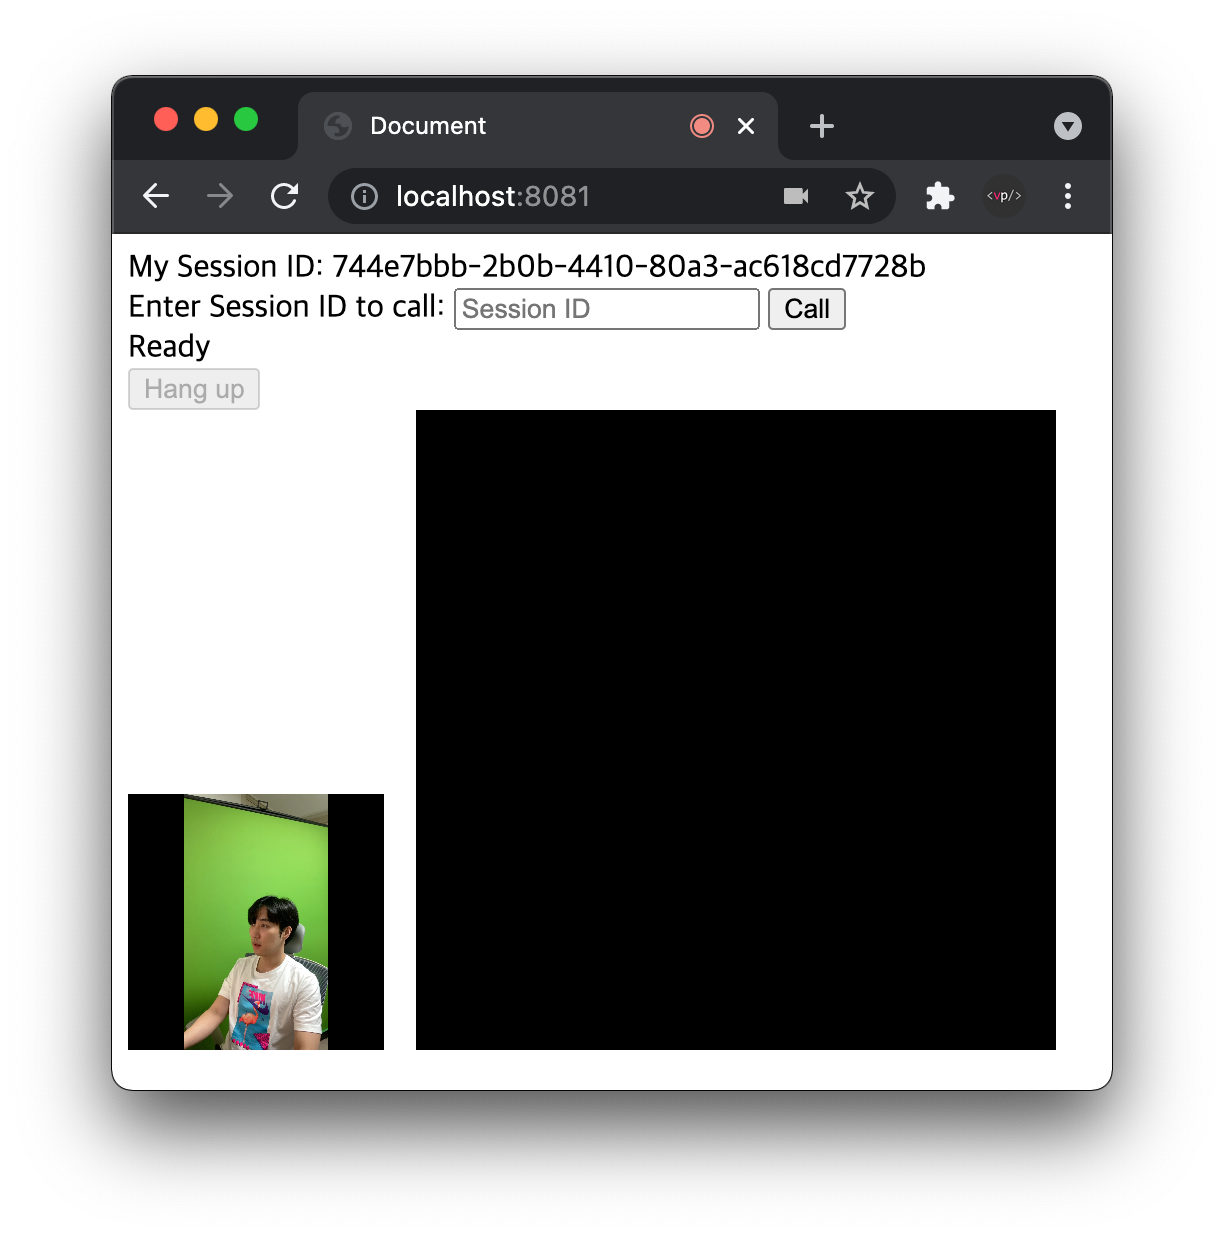 Document
localhost:8081
<vp/>
My Session ID: 744e7bbb-2b0b-4410-80a3-ac618cd7728b
Enter Session ID to call: Session ID Call
Ready
Hang up